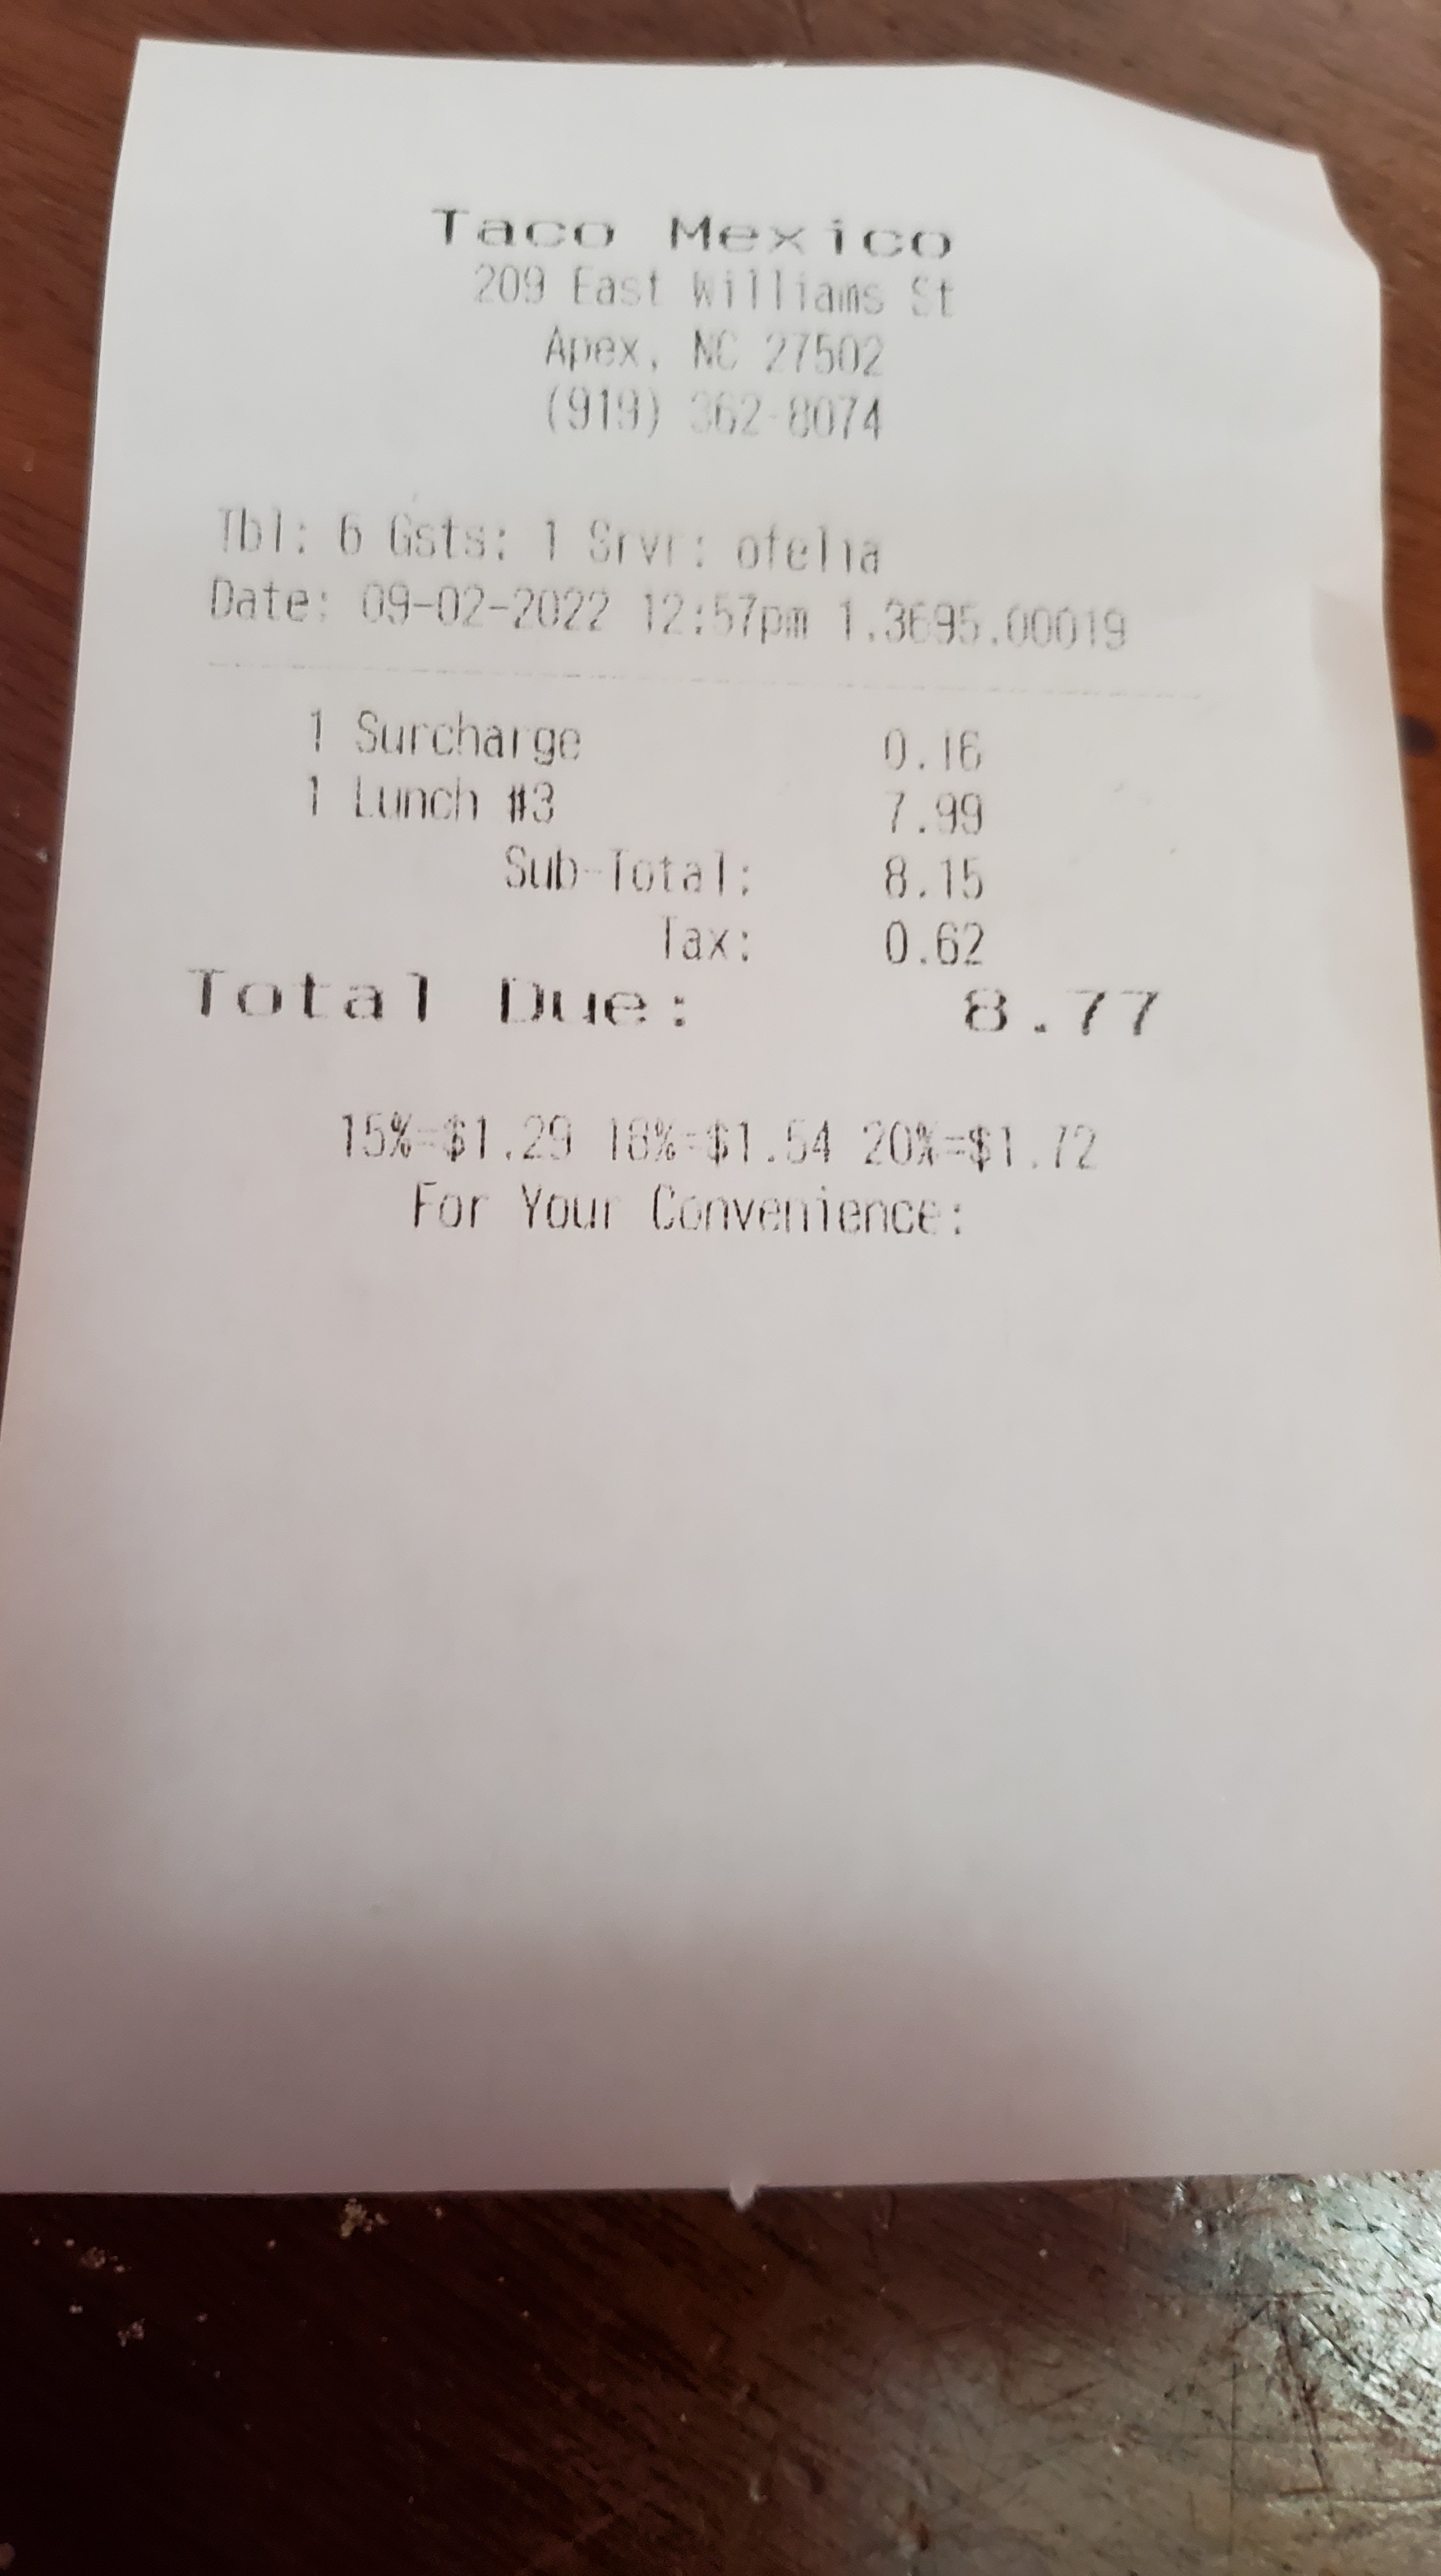 Taco Mexico
209 East Williams St
Apex, NC 27502
(919) 362-8074
Tbl: 6 Gsts: 1 Srvr: ofelia
Date: 09-02-2022 12:57pm 1.3695.00019
1 Surcharge 0.16
1 Lunch #3 7.99
Sub-Total: 8.15
Tax: 0.62
Total Due: 8.77
15%=$1.29 18%=$1.54 20%=$1.72
For Your Convenience: